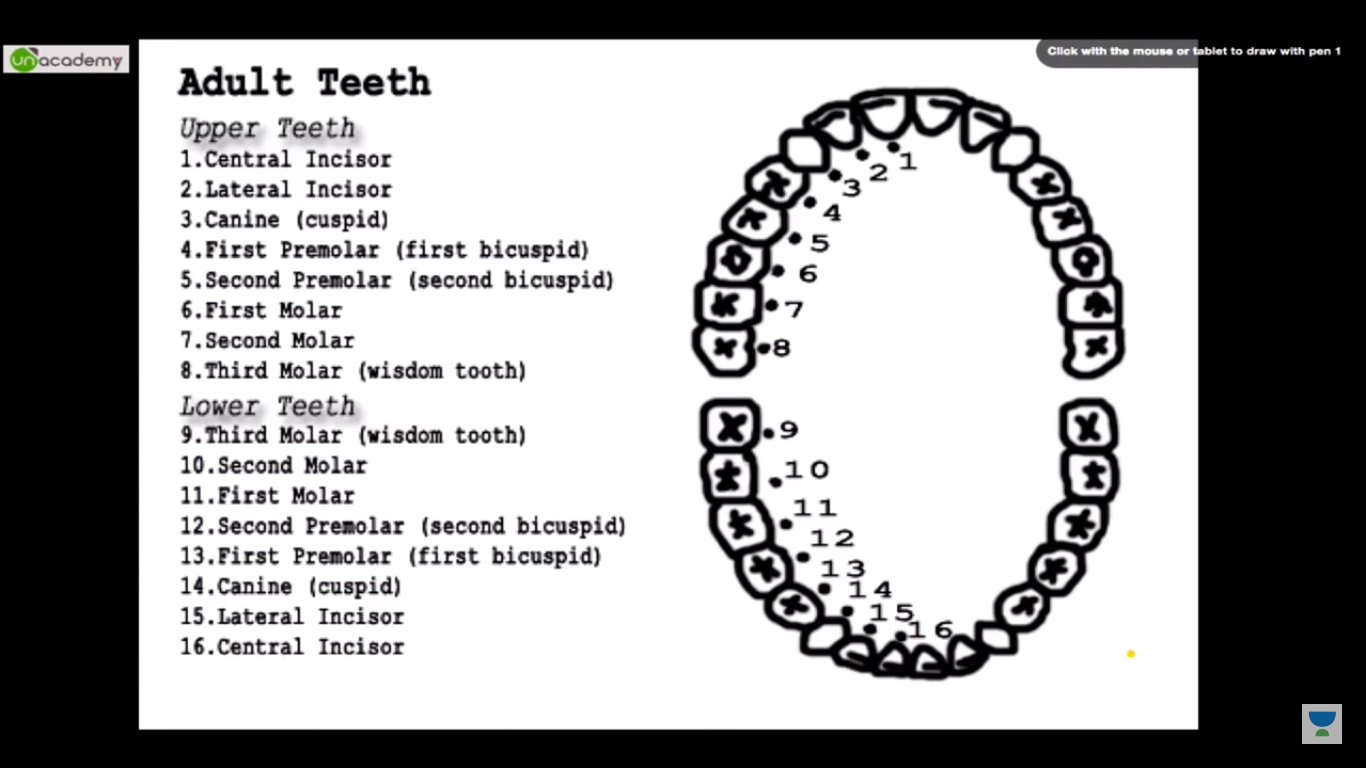 unacademy
Click with the mouse or tablet to draw with pen 1
Adult Teeth
Upper Teeth
1.Central Incisor
2.Lateral Incisor
3.Canine (cuspid)
4.First Premolar (first bicuspid)
5.Second Premolar (second bicuspid)
6.First Molar
7.Second Molar
8.Third Molar (wisdom tooth)
Lower Teeth
9.Third Molar (wisdom tooth)
10.Second Molar
11.First Molar
12.Second Premolar (second bicuspid)
13.First Premolar (first bicuspid)
14.Canine (cuspid)
15.Lateral Incisor
16.Central Incisor
1
2
3
4
5
6
7
8
9
10
11
12
13
14
15
16